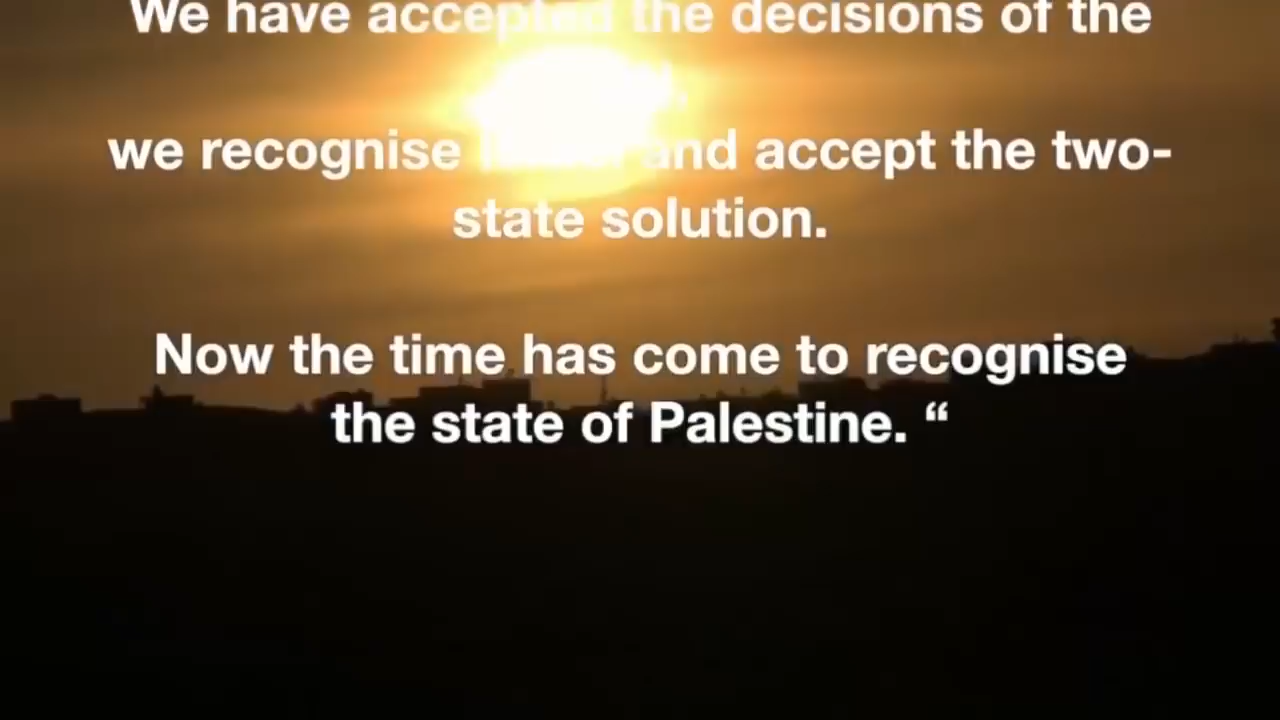 We have accepted the decisions of the
we recognise and accept the two-
state solution.
Now the time has come to recognise
the state of Palestine. “